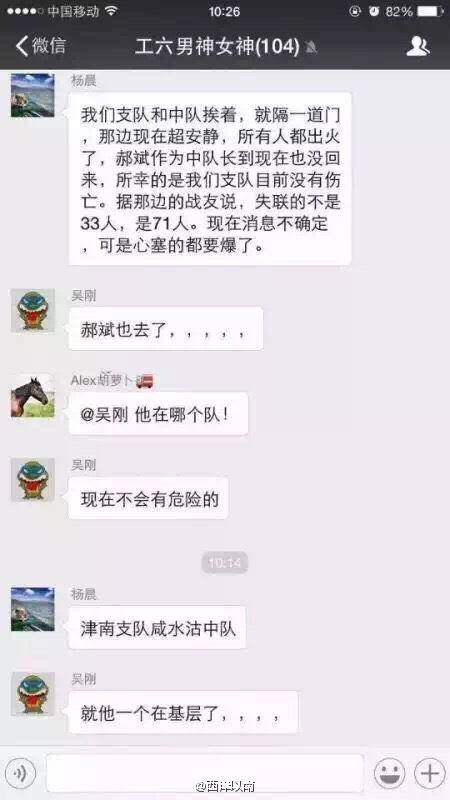 中国移动 10:26 82%
微信 工六男神女神(104)
杨晨
我们支队和中队挨着，就隔一道门
，那边现在超安静，所有人都出火
了，郝斌作为中队长到现在也没回
来，所幸的是我们支队目前没有伤
亡。据那边的战友说，失联的不是
33人，是71人。现在消息不确定
，可是心塞的都要爆了。
吴刚
郝斌也去了，，，，，
Alex胡萝卜
@吴刚 他在哪个队！
吴刚
现在不会有危险的
10:14
杨晨
津南支队咸水沽中队
吴刚
就他一个在基层了，，，，
@西泽以南